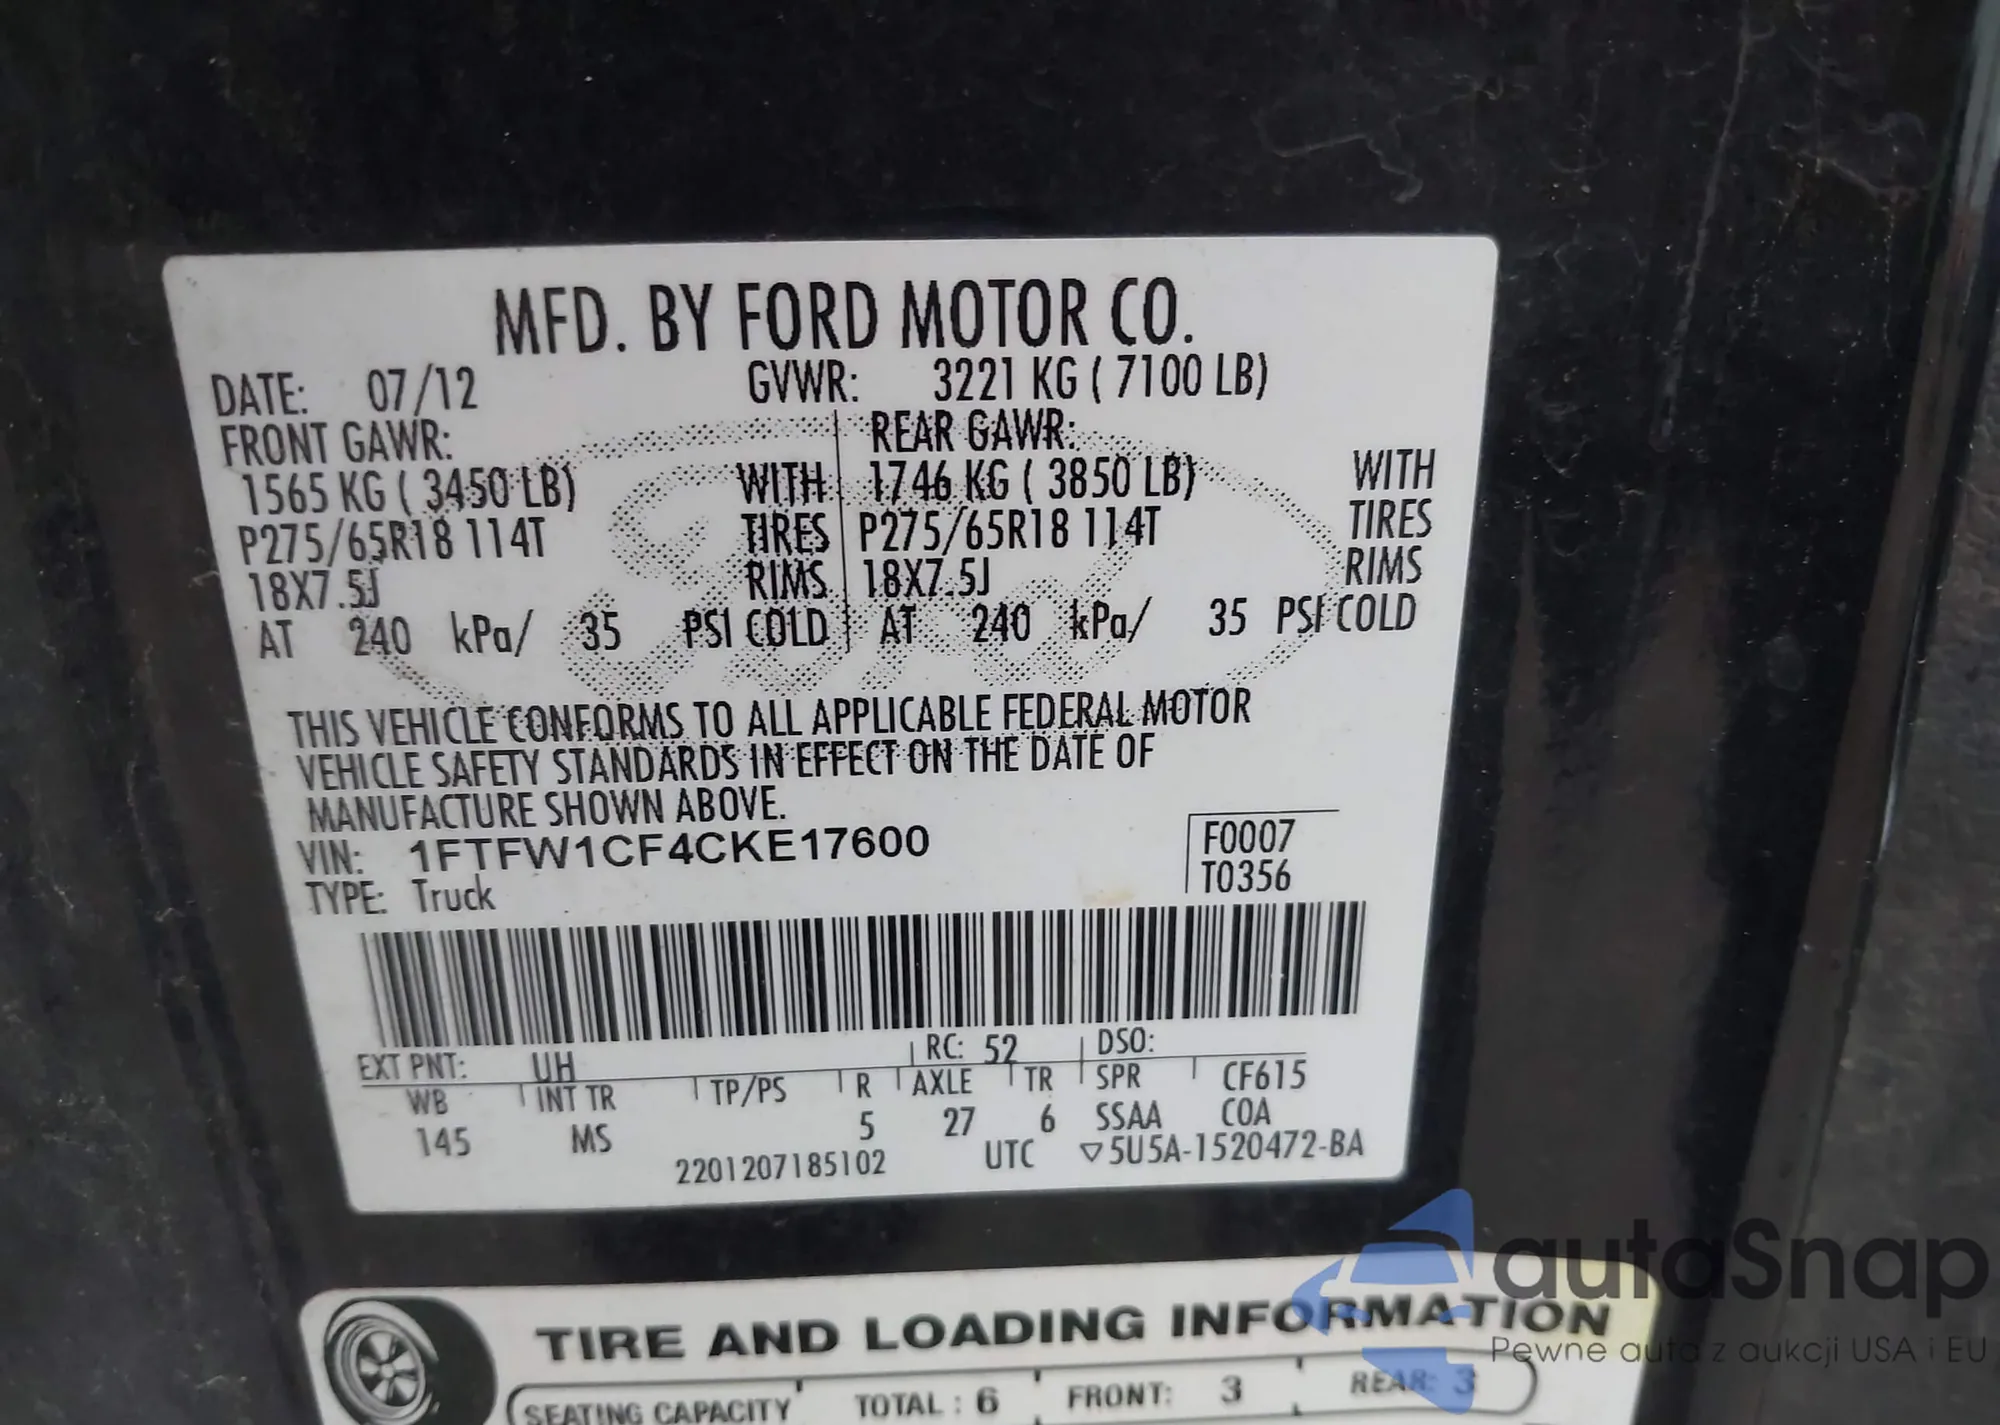 MFD. BY FORD MOTOR CO.
DATE: 07/12 GVWR: 3221 KG ( 7100 LB)
FRONT GAWR: REAR GAWR:
1565 KG ( 3450 LB) WITH 1746 KG ( 3850 LB) WITH
P275/65R18 114T TIRES P275/65R18 114T TIRES
18X7.5J RIMS 18X7.5J RIMS
AT 240 kPa/ 35 PSI COLD AT 240 kPa/ 35 PSI COLD
THIS VEHICLE CONFORMS TO ALL APPLICABLE FEDERAL MOTOR
VEHICLE SAFETY STANDARDS IN EFFECT ON THE DATE OF
MANUFACTURE SHOWN ABOVE.
VIN: 1FTFW1CF4CKE17600 F0007
TYPE: Truck T0356
EXT PNT: UH RC: 52 DSO:
WB INT TR TP/PS R AXLE TR SPR CF615
145 MS 5 27 6 SSAA COA
2201207185102 UTC ▽5U5A-1520472-BA
TIRE AND LOADING INFORMATION
SEATING CAPACITY TOTAL : 6 FRONT: 3 REAR: 3
autaSnap
Pewne auta z aukcji USA i EU